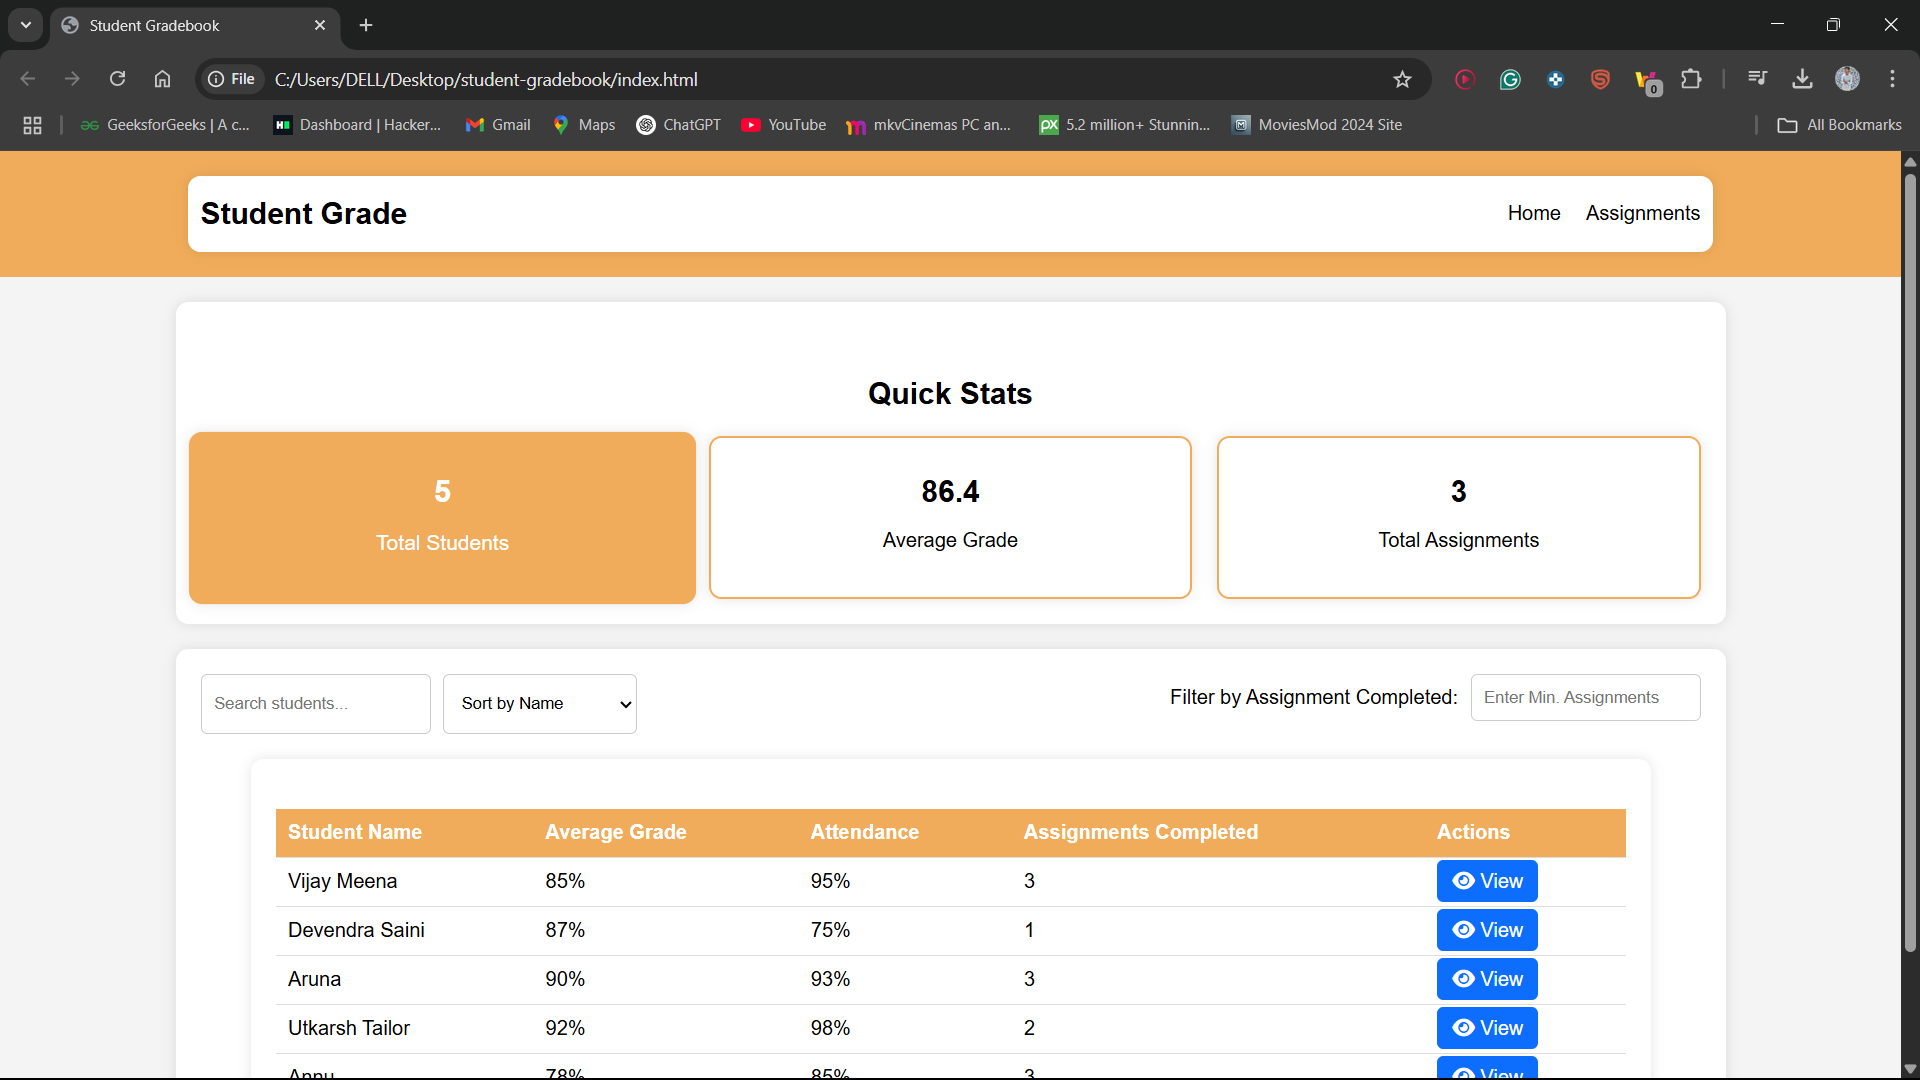 Student Gradebook
File C:/Users/DELL/Desktop/student-gradebook/index.html
0
GeeksforGeeks | A c... Dashboard | Hacker... Gmail Maps ChatGPT YouTube mkvCinemas PC an... 5.2 million+ Stunnin... MoviesMod 2024 Site All Bookmarks
Student Grade Home Assignments
Quick Stats
5 86.4 3
Total Students Average Grade Total Assignments
Search students... Sort by Name Filter by Assignment Completed: Enter Min. Assignments
Student Name Average Grade Attendance Assignments Completed Actions
Vijay Meena 85% 95% 3 View
Devendra Saini 87% 75% 1 View
Aruna 90% 93% 3 View
Utkarsh Tailor 92% 98% 2 View
Annu 78% 85% 3 View